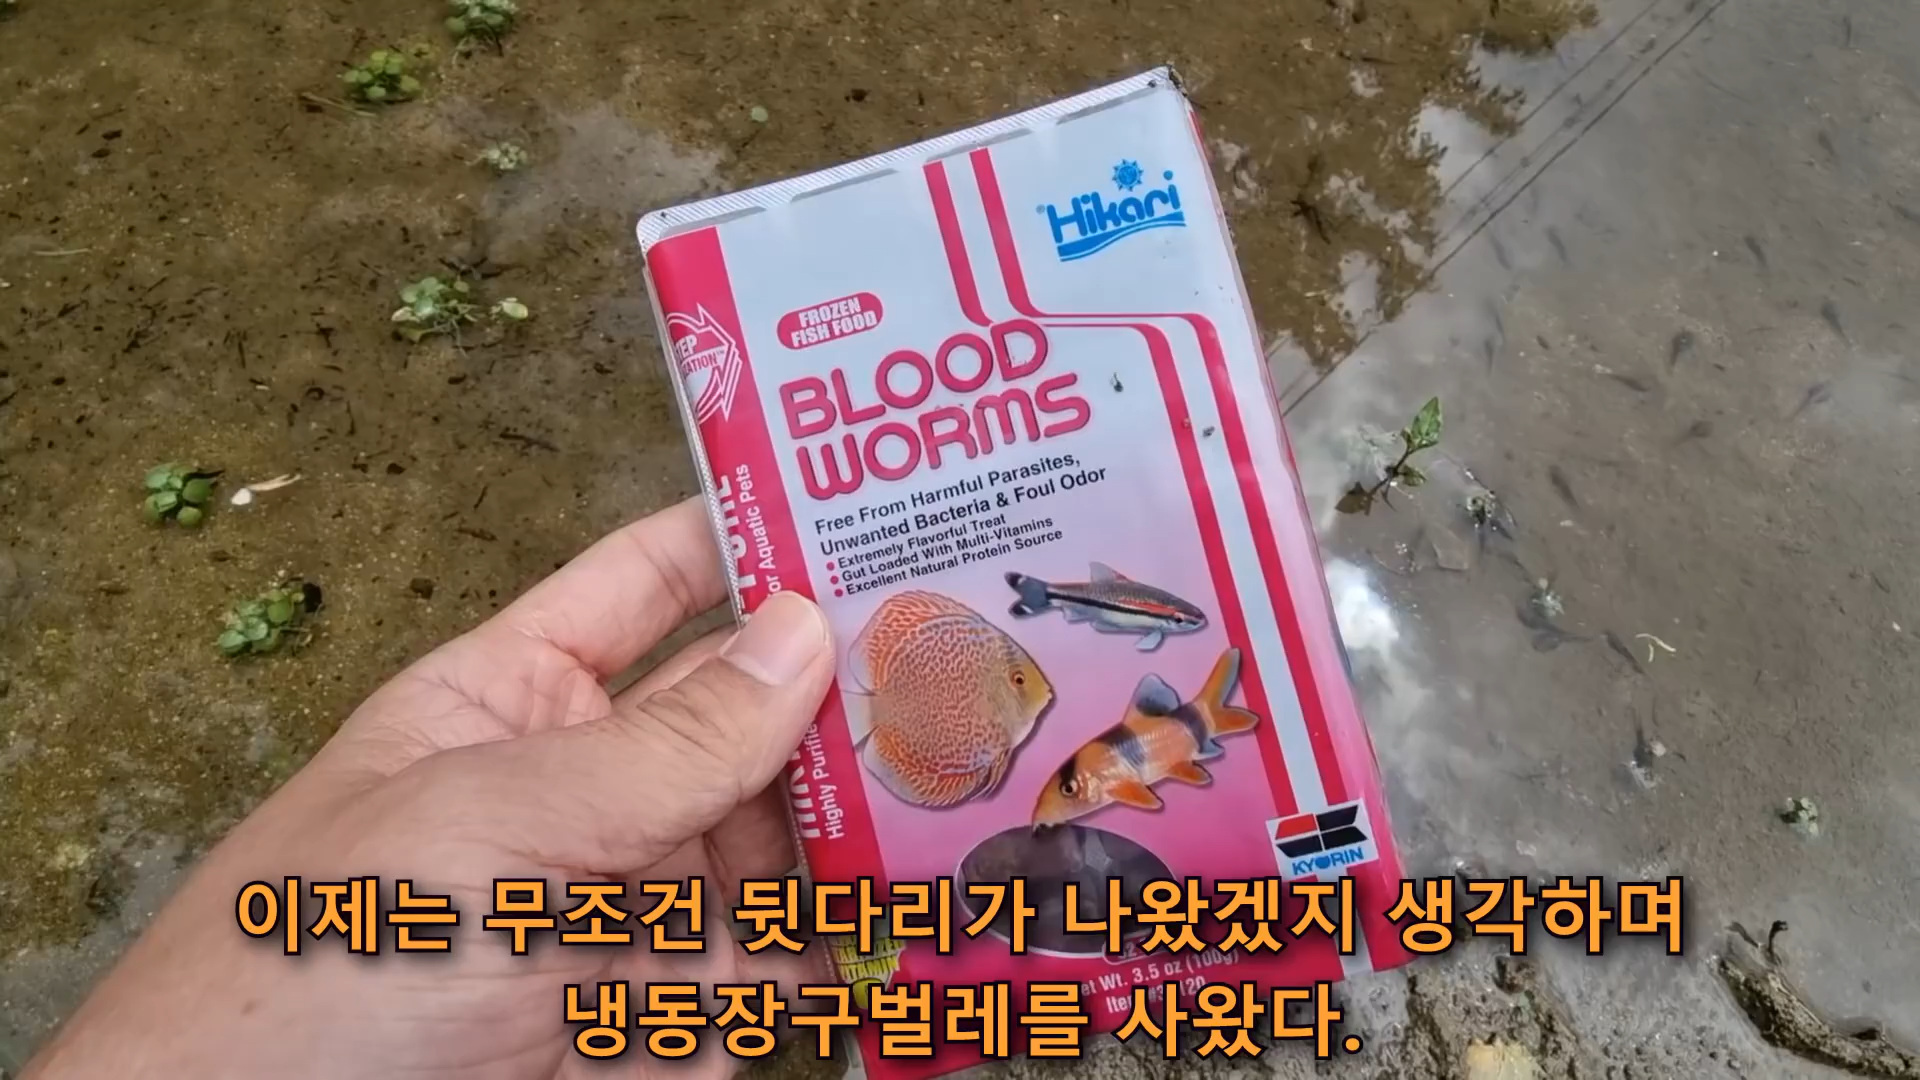 Hikari
FROZEN
FISH FOOD
BLOOD
WORMS
Free From Harmful Parasites,
Unwanted Bacteria & Foul Odor
Extremely Flavorful Treat
Gut Loaded With Multi-Vitamins
Excellent Natural Protein Source
Aquatic Pets
Highly
KYORIN
이제는 무조건 뒷다리가 나왔겠지 생각하며
냉동장구벌레를 사왔다.
Wt. 3.5 oz (100g)